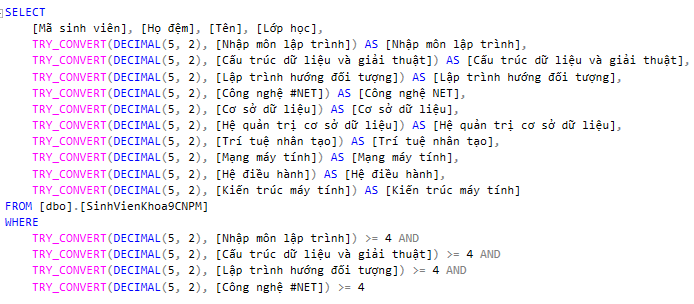 SELECT
[Mã sinh viên], [Họ đệm], [Tên], [Lớp học],
TRY_CONVERT(DECIMAL(5, 2), [Nhập môn lập trình]) AS [Nhập môn lập trình],
TRY_CONVERT(DECIMAL(5, 2), [Cấu trúc dữ liệu và giải thuật]) AS [Cấu trúc dữ liệu và giải thuật],
TRY_CONVERT(DECIMAL(5, 2), [Lập trình hướng đối tượng]) AS [Lập trình hướng đối tượng],
TRY_CONVERT(DECIMAL(5, 2), [Công nghệ #NET]) AS [Công nghệ NET],
TRY_CONVERT(DECIMAL(5, 2), [Cơ sở dữ liệu]) AS [Cơ sở dữ liệu],
TRY_CONVERT(DECIMAL(5, 2), [Hệ quản trị cơ sở dữ liệu]) AS [Hệ quản trị cơ sở dữ liệu],
TRY_CONVERT(DECIMAL(5, 2), [Trí tuệ nhân tạo]) AS [Trí tuệ nhân tạo],
TRY_CONVERT(DECIMAL(5, 2), [Mạng máy tính]) AS [Mạng máy tính],
TRY_CONVERT(DECIMAL(5, 2), [Hệ điều hành]) AS [Hệ điều hành],
TRY_CONVERT(DECIMAL(5, 2), [Kiến trúc máy tính]) AS [Kiến trúc máy tính]
FROM [dbo].[SinhVienKhoa9CNPM]
WHERE
TRY_CONVERT(DECIMAL(5, 2), [Nhập môn lập trình]) >= 4 AND
TRY_CONVERT(DECIMAL(5, 2), [Cấu trúc dữ liệu và giải thuật]) >= 4 AND
TRY_CONVERT(DECIMAL(5, 2), [Lập trình hướng đối tượng]) >= 4 AND
TRY_CONVERT(DECIMAL(5, 2), [Công nghệ #NET]) >= 4